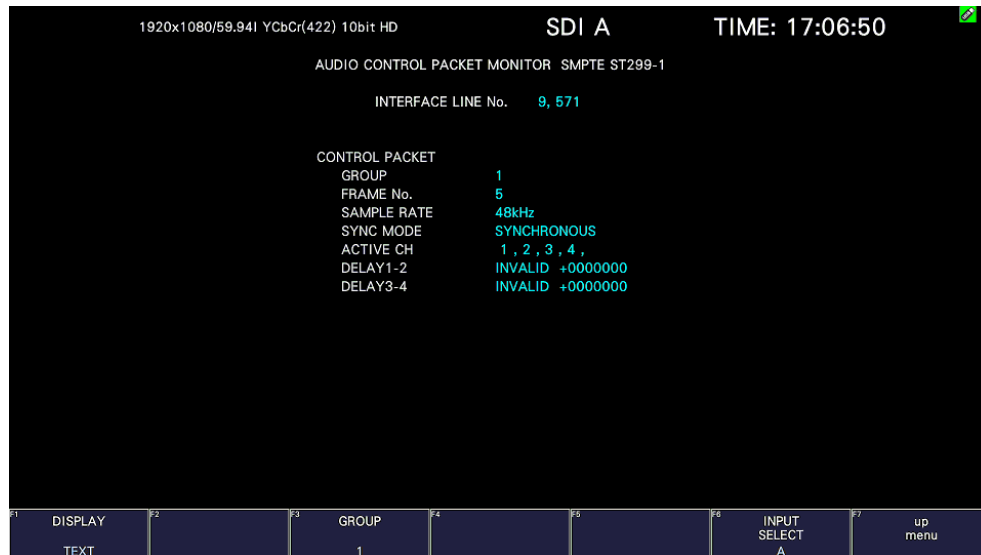 1920x1080/59.94I YCbCr(422) 10bit HD SDI A TIME: 17:06:50
AUDIO CONTROL PACKET MONITOR SMPTE ST299-1
INTERFACE LINE No. 9, 571
CONTROL PACKET
GROUP 1
FRAME No. 5
SAMPLE RATE 48kHz
SYNC MODE SYNCHRONOUS
ACTIVE CH 1 , 2 , 3 , 4 ,
DELAY1-2 INVALID +0000000
DELAY3-4 INVALID +0000000
F1 DISPLAY F2 F3 GROUP F4 F5 F6 INPUT F7 up
SELECT menu
TEXT 1 A